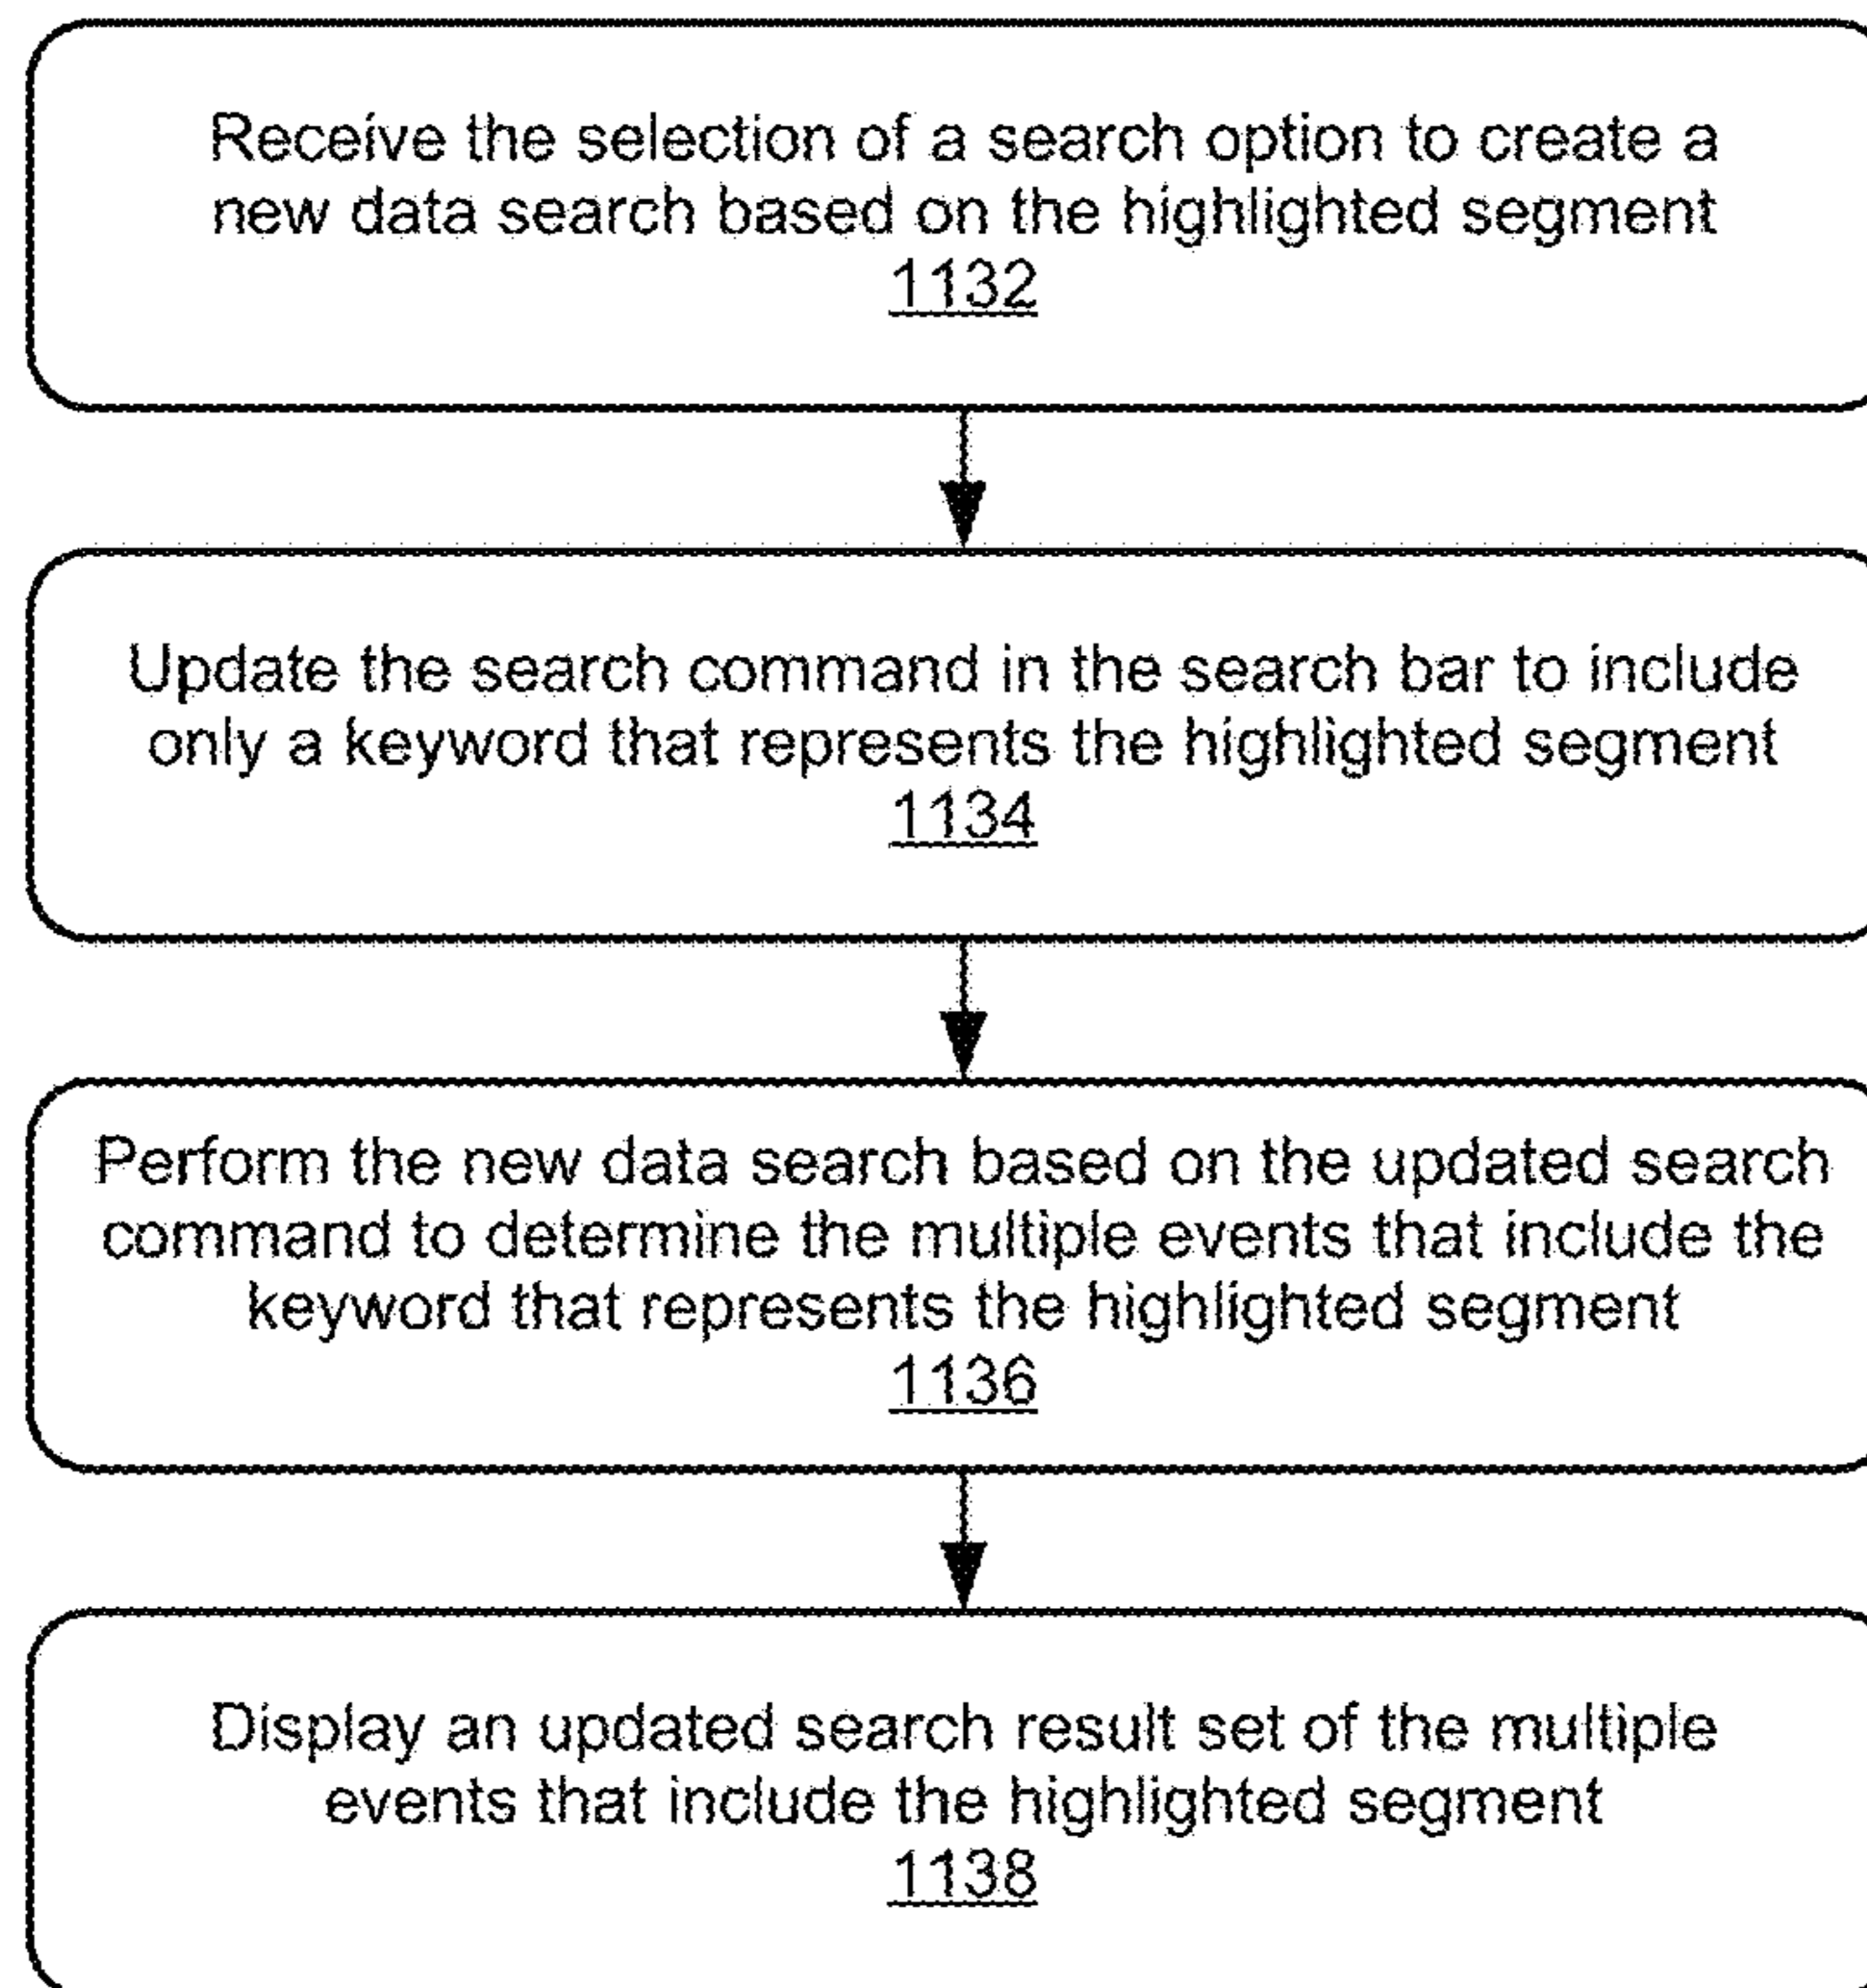 Receive the selection of a search option to create a
new data search based on the highlighted segment
1132
Update the search command in the search bar to include
only a keyword that represents the highlighted segment
1134
Perform the new data search based on the updated search
command to determine the multiple events that include the
keyword that represents the highlighted segment
1136
Display an updated search result set of the multiple
events that include the highlighted segment
1138